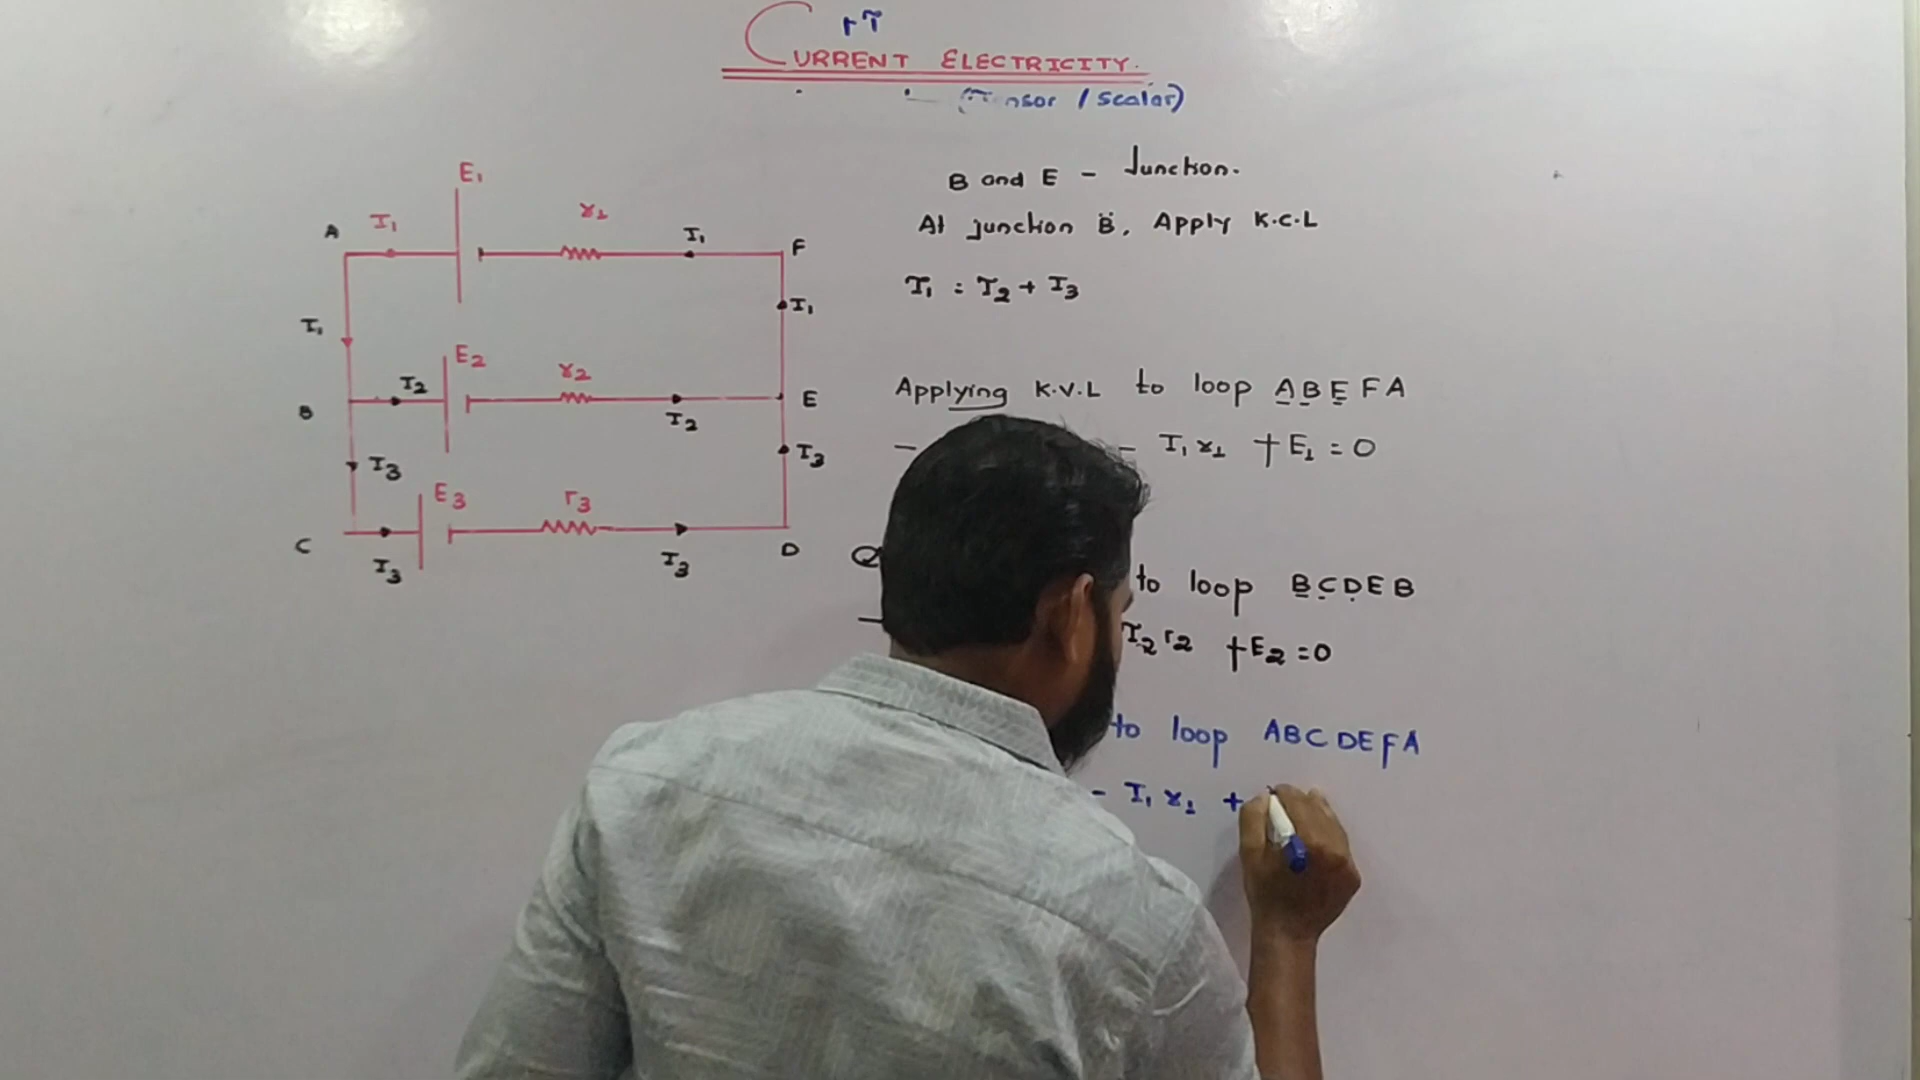 CURRENT ELECTRICITY.
/ Scalar)
E₁
A I₁ r₁ I₁ F
I₁
I₁
E₂
I₂ r₂
B I₂ E
I₃ I₃
E₃ r₃
C I₃ I₃ D
B and E - Junction.
At junction B, Apply K.C.L
I₁ = I₂ + I₃
Applying K.V.L to loop ABEFA
- - I₁ r₁ + E₁ = 0
to loop BCDEB
- I₂ r₂ + E₂ = 0
to loop ABCDEFA
- I₁ r₁ +